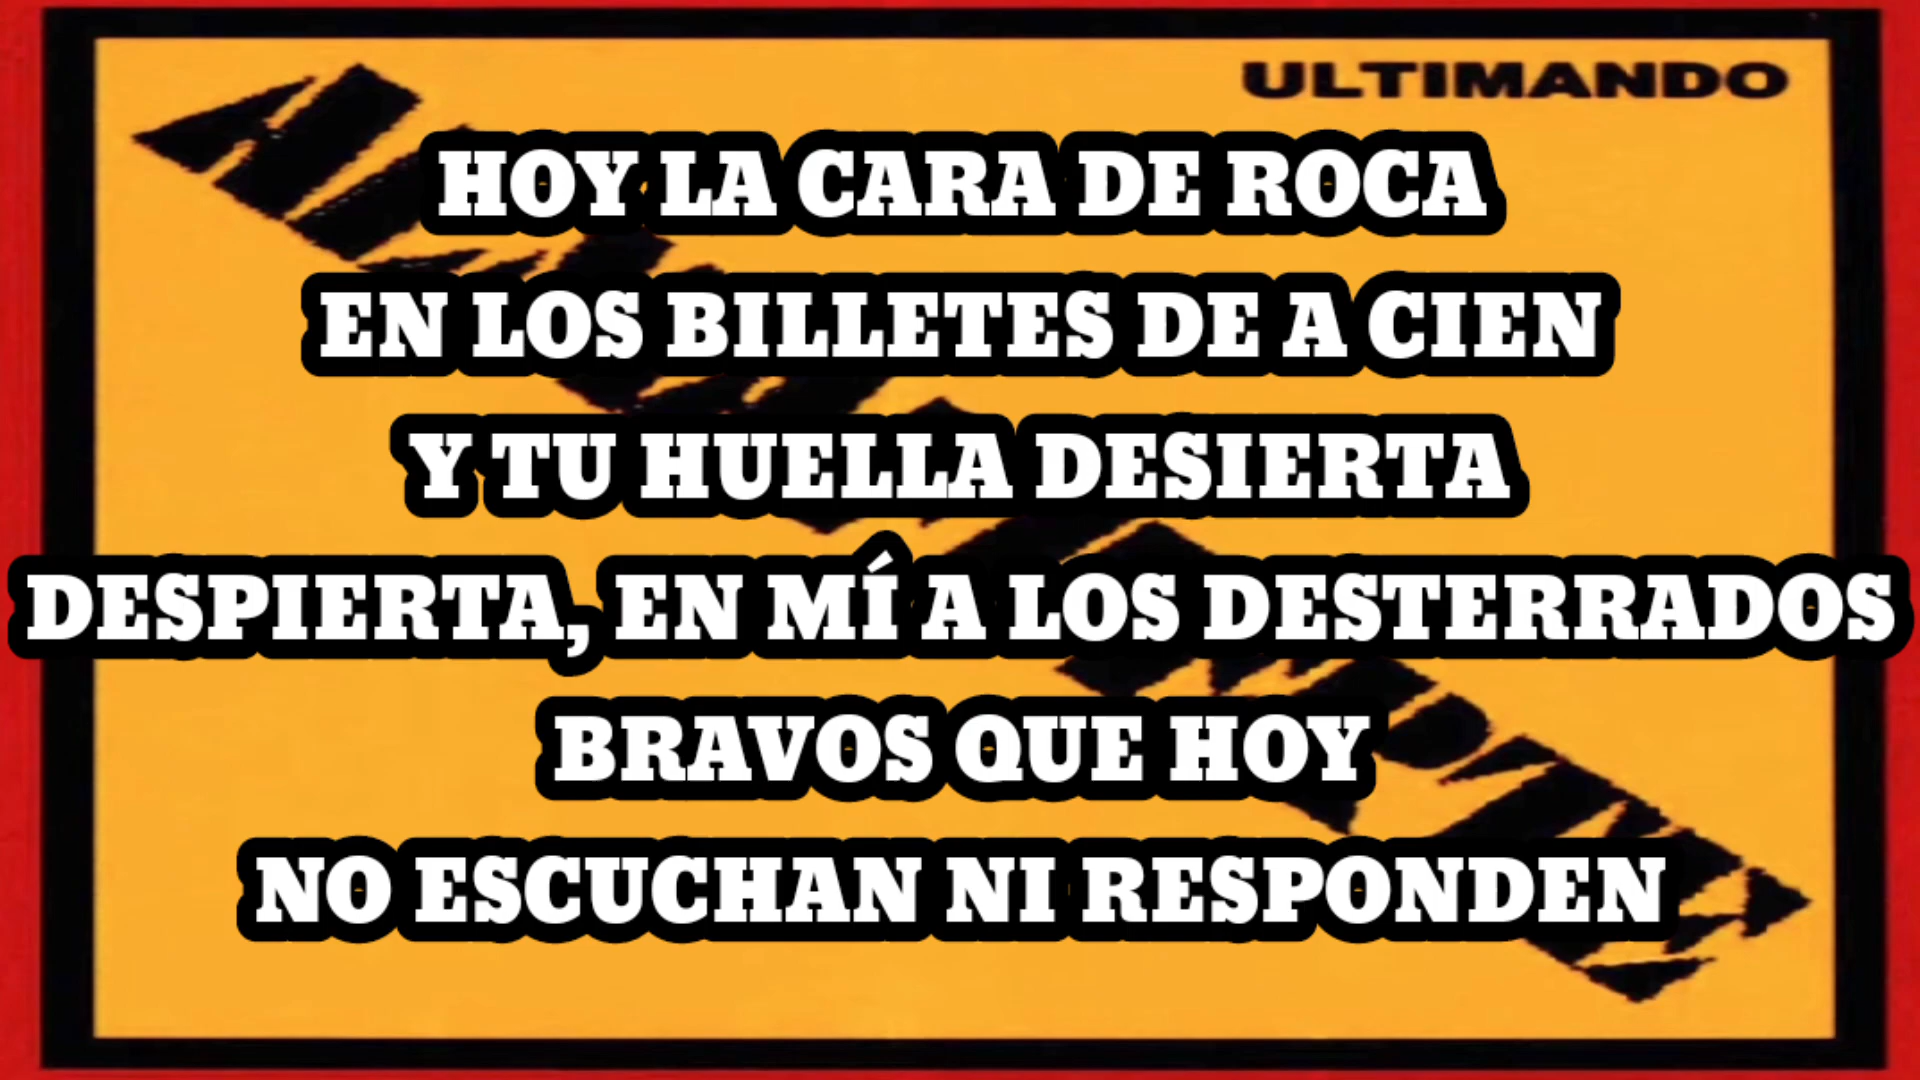 ULTIMANDO
HOY LA CARA DE ROCA
EN LOS BILLETES DE A CIEN
Y TU HUELLA DESIERTA
DESPIERTA, EN MÍ A LOS DESTERRADOS
BRAVOS QUE HOY
NO ESCUCHAN NI RESPONDEN